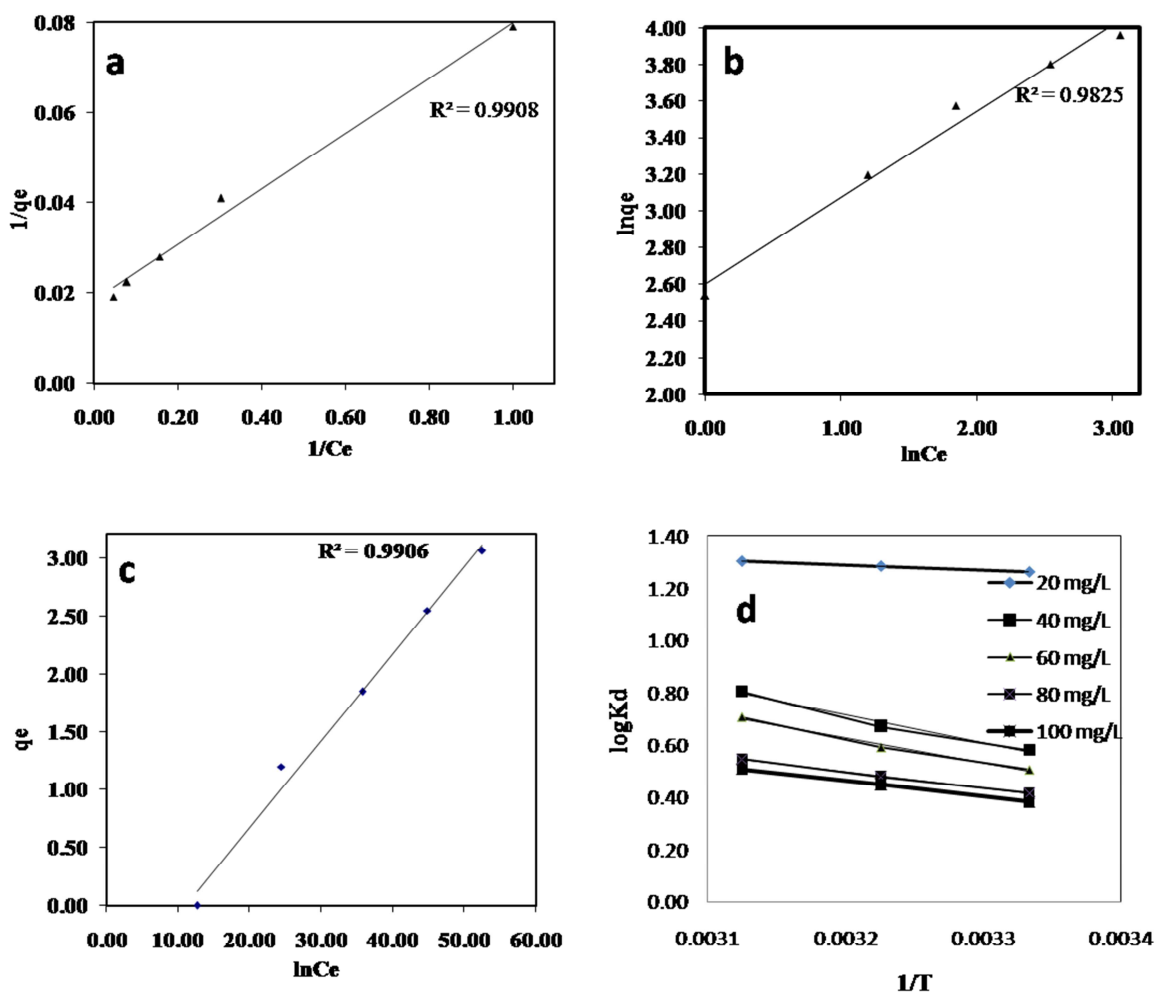 a
0.08
0.06
0.04
0.02
0.00
1/qe
R² = 0.9908
0.00 0.20 0.40 0.60 0.80 1.00
1/Ce
b
4.00
3.80
3.60
3.40
3.20
3.00
2.80
2.60
2.40
2.20
2.00
lnqe
R² = 0.9825
0.00 1.00 2.00 3.00
lnCe
c
3.00
2.50
2.00
1.50
1.00
0.50
0.00
qe
R² = 0.9906
0.00 10.00 20.00 30.00 40.00 50.00 60.00
lnCe
d
1.40
1.20
1.00
0.80
0.60
0.40
0.20
0.00
logKd
20 mg/L
40 mg/L
60 mg/L
80 mg/L
100 mg/L
0.0031 0.0032 0.0033 0.0034
1/T